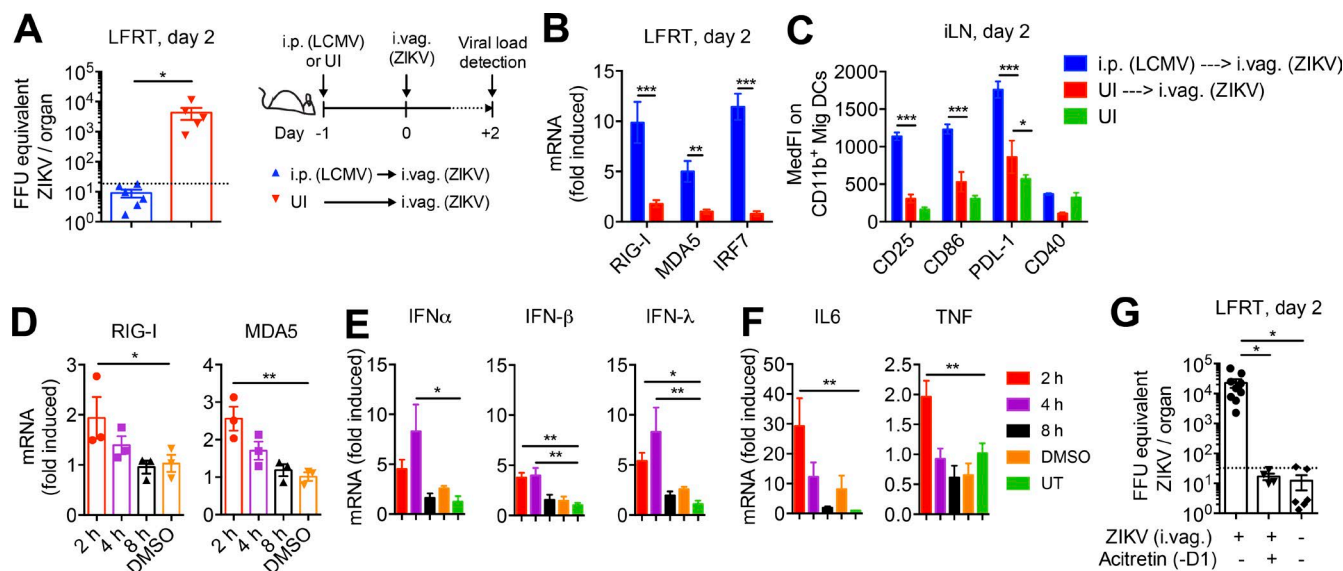 A
LFRT, day 2
FFU equivalent
ZIKV / organ
10^5
10^4
10^3
10^2
10^1
10^0
*
i.p. (LCMV)
or UI
i.vag.
(ZIKV)
Viral load
detection
Day -1 0 +2
i.p. (LCMV) i.vag. (ZIKV)
UI i.vag. (ZIKV)
B
LFRT, day 2
mRNA
(fold induced)
15
10
5
0
*** ** ***
RIG-I MDA5 IRF7
C
iLN, day 2
MedFI on
CD11b+ Mig DCs
2000
1500
1000
500
0
*** *** *** *
CD25 CD86 PDL-1 CD40
i.p. (LCMV) ---> i.vag. (ZIKV)
UI ---> i.vag. (ZIKV)
UI
D
RIG-I
mRNA
(fold induced)
3
2
1
0
*
2 h 4 h 8 h DMSO
MDA5
4
3
2
1
0
**
2 h 4 h 8 h DMSO
E
IFNα
mRNA (fold induced)
15
10
5
0
*
IFN-β
15
10
5
0
**
**
IFN-λ
15
10
5
0
*
**
F
IL6
mRNA (fold induced)
60
50
40
30
20
10
0
**
TNF
2.5
2.0
1.5
1.0
0.5
0.0
**
2 h
4 h
8 h
DMSO
UT
G
LFRT, day 2
FFU equivalent
ZIKV / organ
10^5
10^4
10^3
10^2
10^1
10^0
*
*
ZIKV (i.vag.) + + -
Acitretin (-D1) - + -